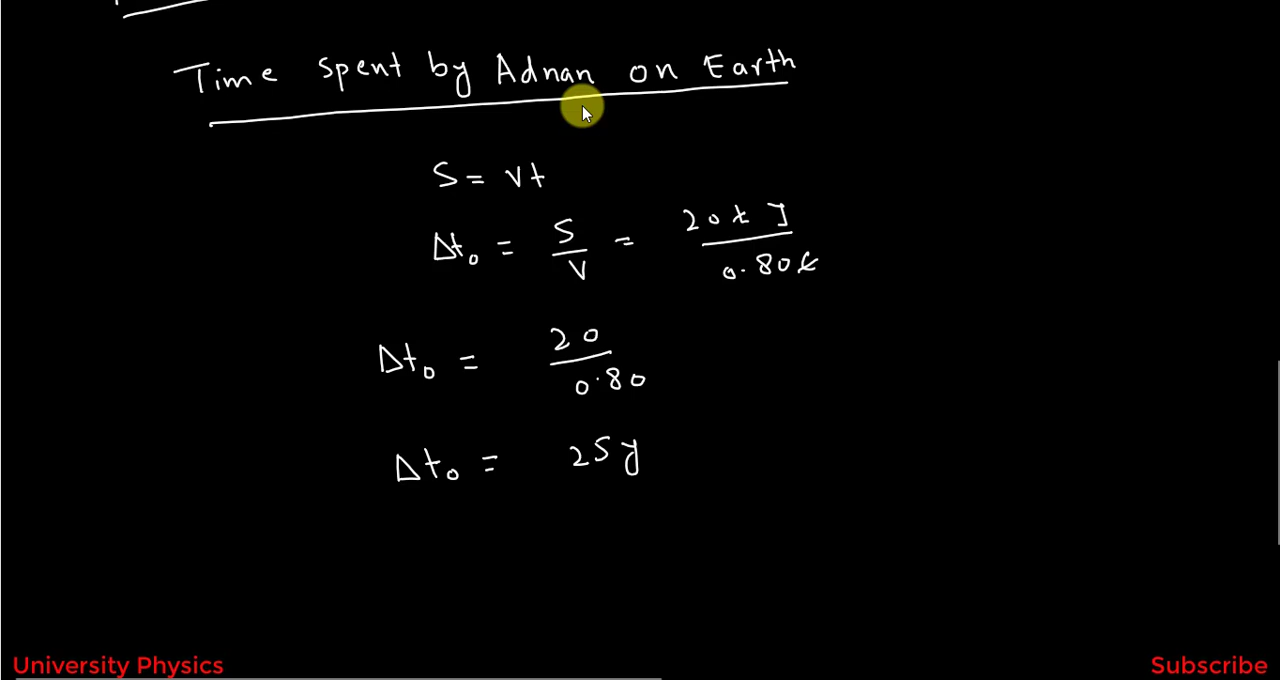 Time spent by Adnan on Earth
S = vt
Δt₀ = S/V = 20c y/0.80c
Δt₀ = 20/0.80
Δt₀ = 25y
University Physics
Subscribe